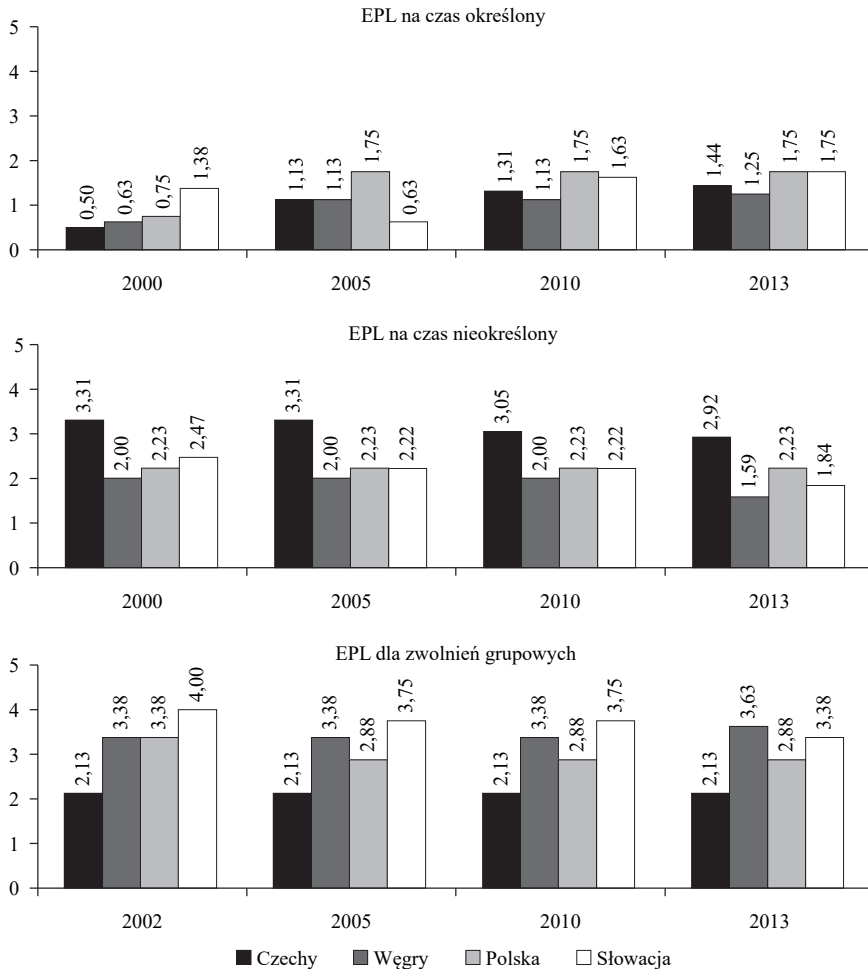 EPL na czas określony
5
4
3
2
1
0
0,50 0,63 0,75 1,38
1,13 1,13 1,75 0,63
1,31 1,13 1,75 1,63
1,44 1,25 1,75 1,75
2000 2005 2010 2013
EPL na czas nieokreślony
5
4
3
2
1
0
3,31 2,00 2,23 2,47
3,31 2,00 2,23 2,22
3,05 2,00 2,23 2,22
2,92 1,59 2,23 1,84
2000 2005 2010 2013
EPL dla zwolnień grupowych
5
4
3
2
1
0
2,13 3,38 3,38 4,00
2,13 3,38 2,88 3,75
2,13 3,38 2,88 3,75
2,13 3,63 2,88 3,38
2002 2005 2010 2013
Czechy Węgry Polska Słowacja